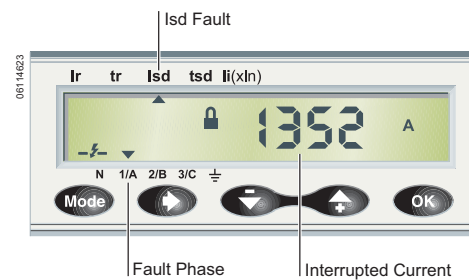 Isd Fault
06114623
Ir tr Isd tsd Ii(xIn)
1352 A
N 1/A 2/B 3/C
Mode OK
Fault Phase Interrupted Current